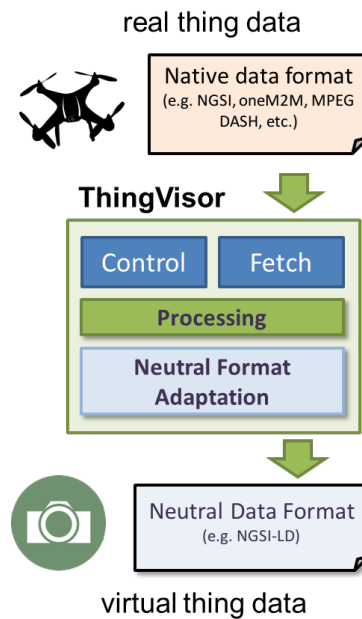 real thing data
Native data format
(e.g. NGSI, oneM2M, MPEG
DASH, etc.)
ThingVisor
Control
Fetch
Processing
Neutral Format
Adaptation
Neutral Data Format
(e.g. NGSI-LD)
virtual thing data